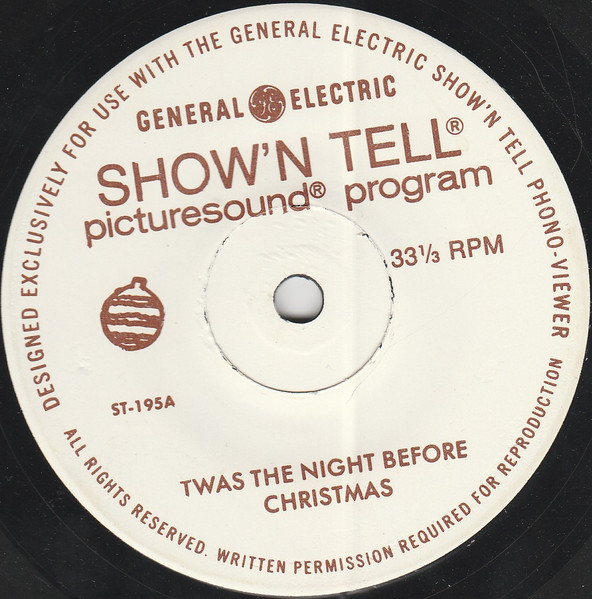 DESIGNED EXCLUSIVELY FOR USE WITH THE GENERAL ELECTRIC SHOW'N TELL PHONO-VIEWER
GENERAL GE ELECTRIC
SHOW'N TELL®
picturesound® program
33⅓ RPM
ST-195A
TWAS THE NIGHT BEFORE
CHRISTMAS
ALL RIGHTS RESERVED. WRITTEN PERMISSION REQUIRED FOR REPRODUCTION